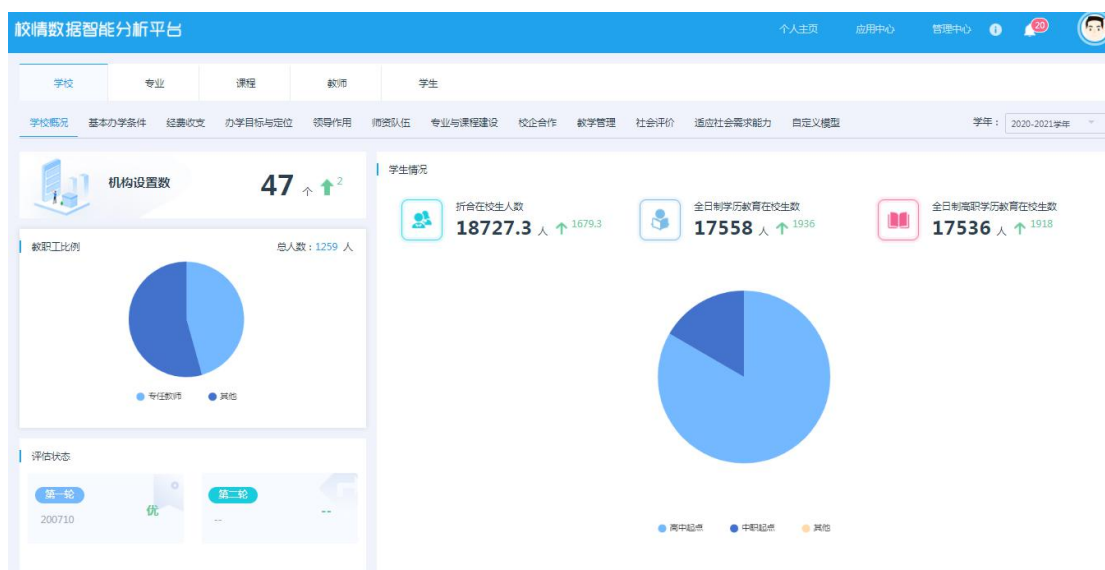 校情数据智能分析平台
个人主页 应用中心 管理中心 20
学校 专业 课程 教师 学生
学校概况 基本办学条件 经费收支 办学目标与定位 领导作用 师资队伍 专业与课程建设 校企合作 教学管理 社会评价 适应社会需求能力 自定义模型 学年： 2020-2021学年
机构设置数 47 个 2
学生情况
折合在校生人数
18727.3 人 1679.3
全日制学历教育在校生数
17558 人 1936
全日制高职学历教育在校生数
17536 人 1918
教职工比例 总人数：1259 人
专任教师 其他
评估状态
第一轮
200710
优
第二轮
--
--
高中起点 中职起点 其他